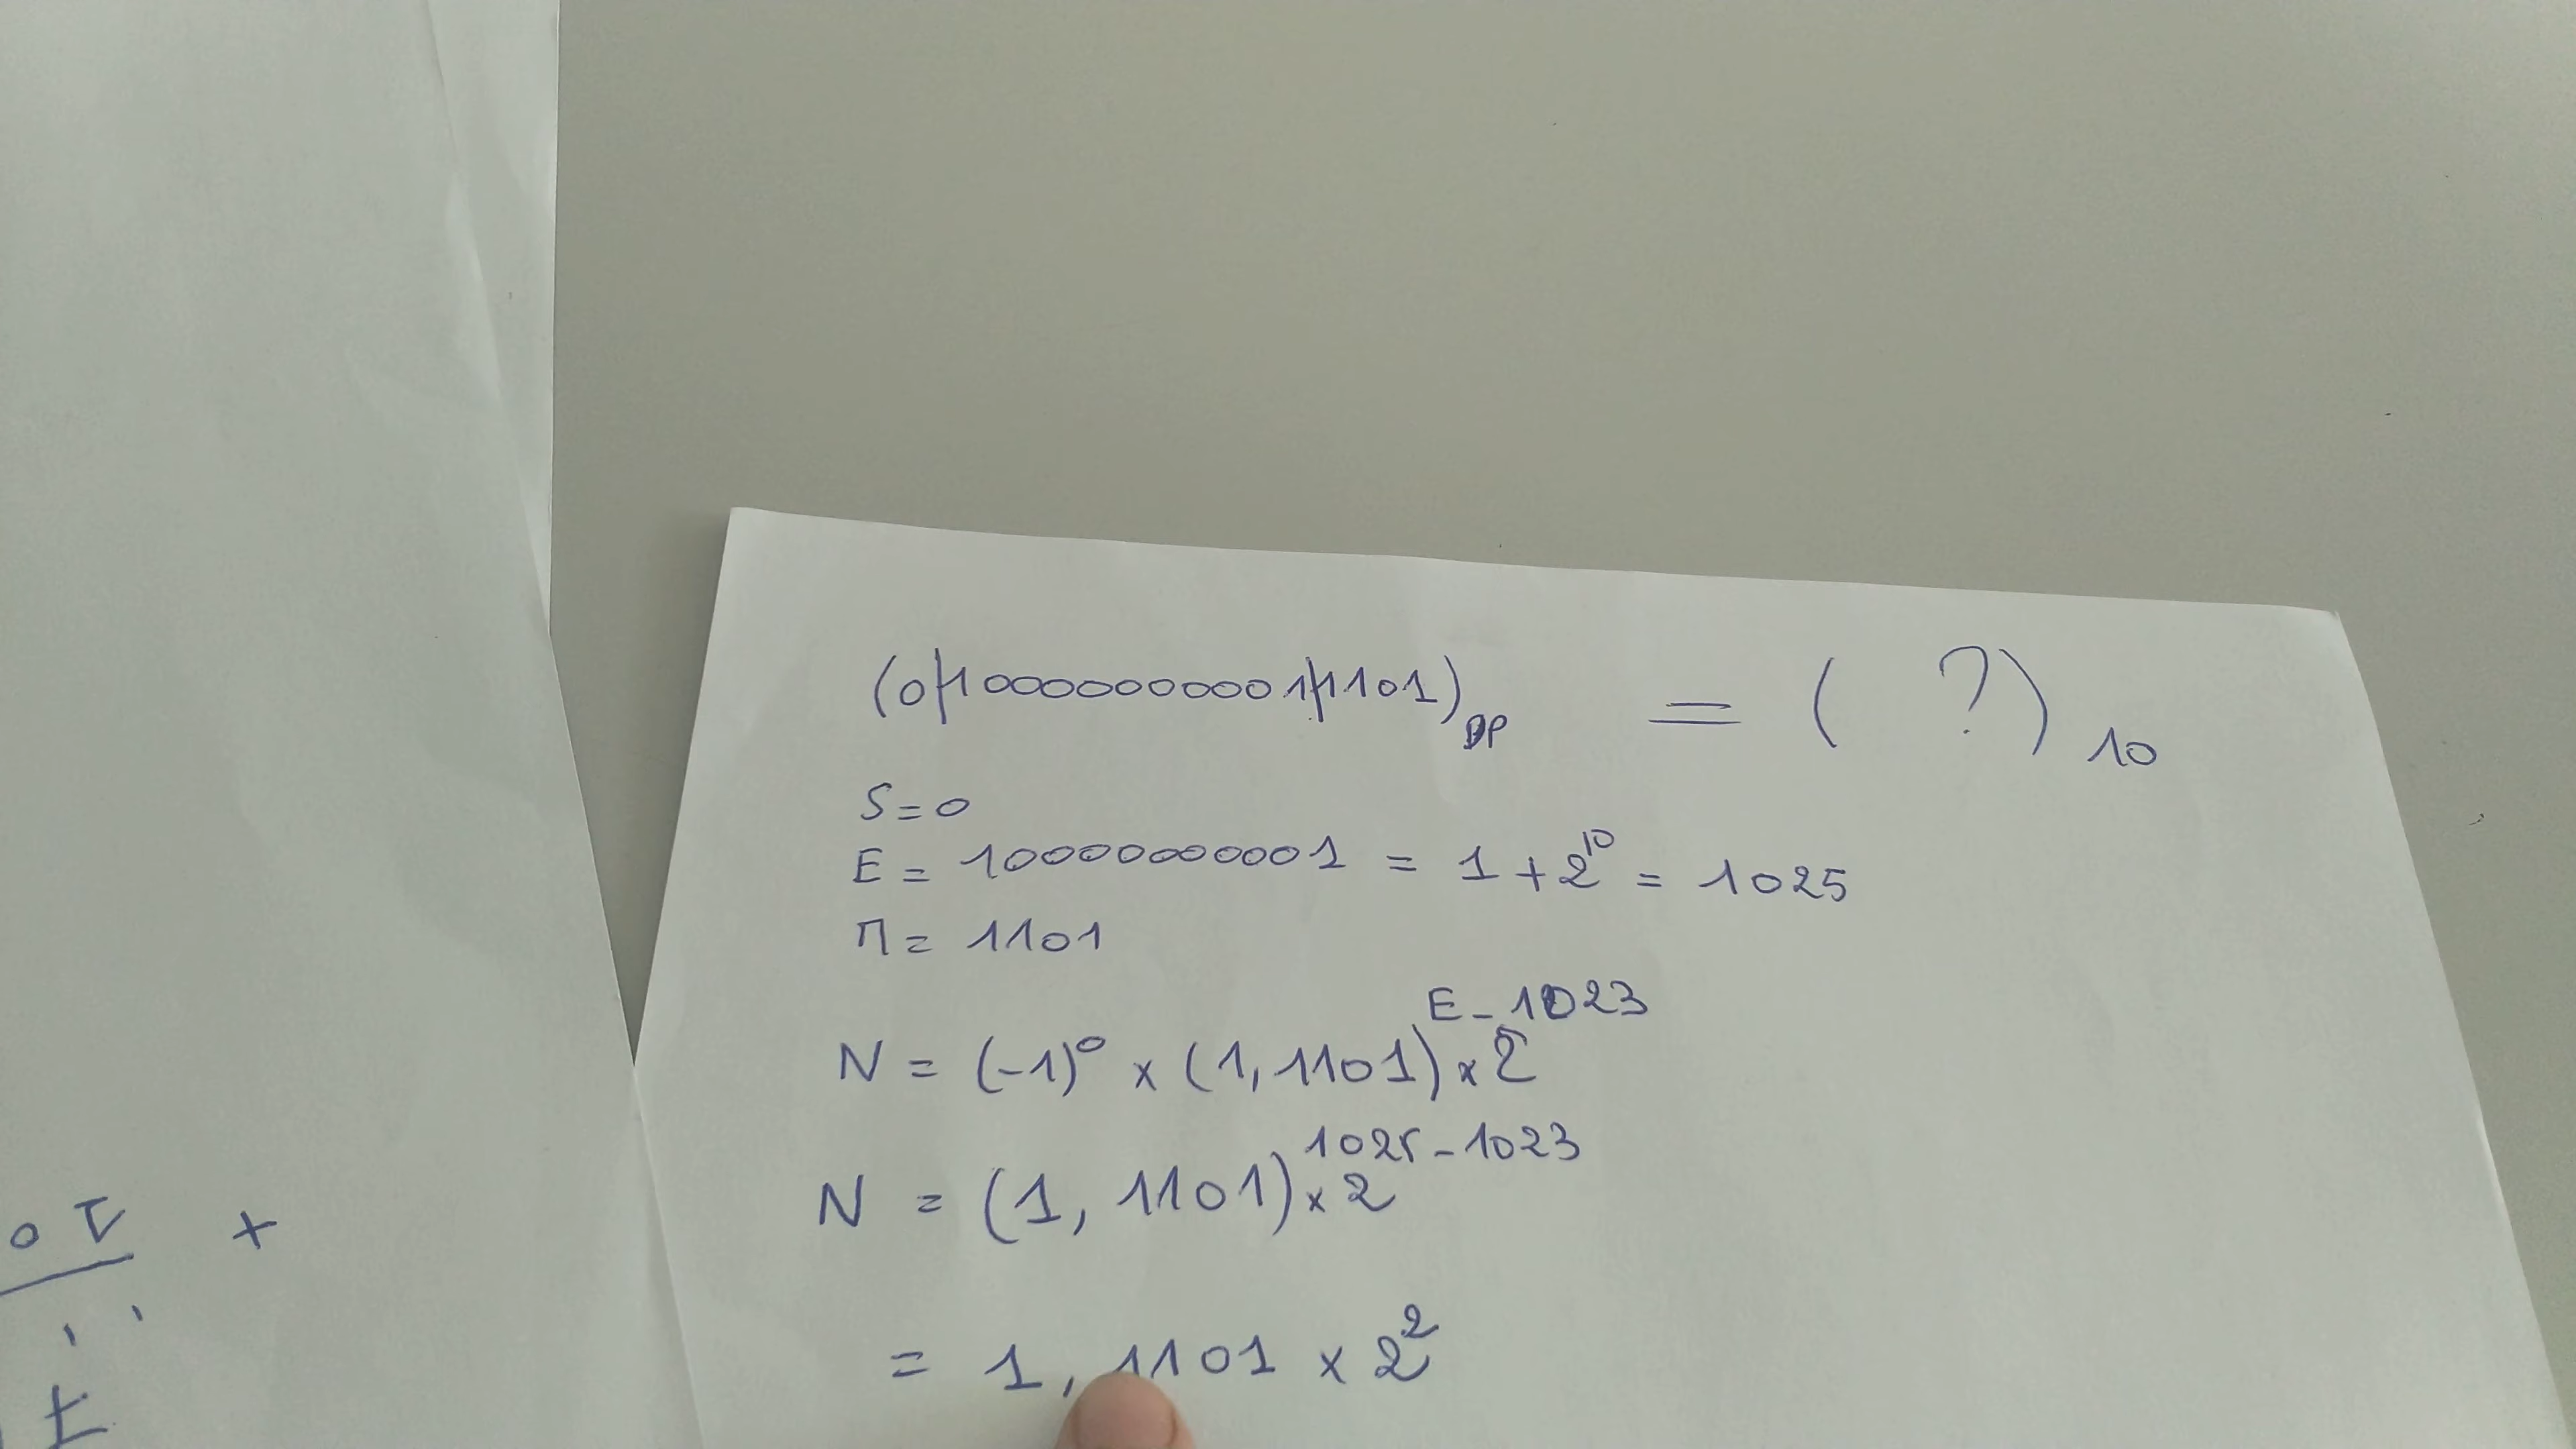 (0|10000000001|1101)DP = ( ? )10
S = 0
E = 10000000001 = 1 + 2^10 = 1025
M = 1101
N = (-1)^0 × (1,1101) × 2^E-1023
N = (1, 1101) × 2^1025-1023
= 1, 1101 × 2^2